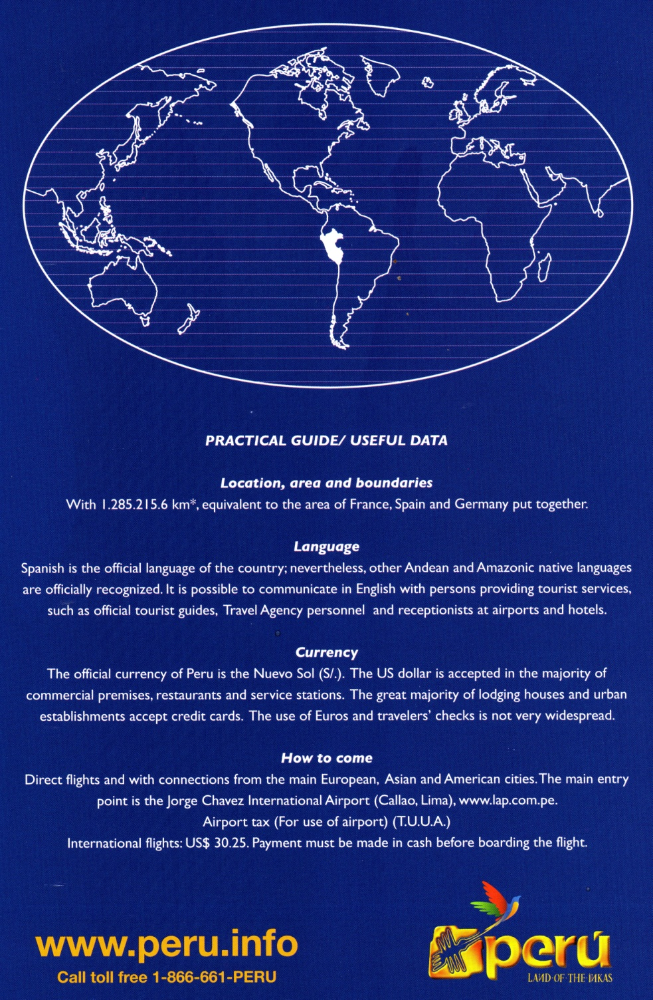 PRACTICAL GUIDE/ USEFUL DATA
Location, area and boundaries
With 1.285.215.6 km*, equivalent to the area of France, Spain and Germany put together.
Language
Spanish is the official language of the country; nevertheless, other Andean and Amazonic native languages
are officially recognized. It is possible to communicate in English with persons providing tourist services,
such as official tourist guides, Travel Agency personnel and receptionists at airports and hotels.
Currency
The official currency of Peru is the Nuevo Sol (S/.). The US dollar is accepted in the majority of
commercial premises, restaurants and service stations. The great majority of lodging houses and urban
establishments accept credit cards. The use of Euros and travelers' checks is not very widespread.
How to come
Direct flights and with connections from the main European, Asian and American cities. The main entry
point is the Jorge Chavez International Airport (Callao, Lima), www.lap.com.pe.
Airport tax (For use of airport) (T.U.U.A.)
International flights: US$ 30.25. Payment must be made in cash before boarding the flight.
www.peru.info
Call toll free 1-866-661-PERU
perú
LAND·OF·THE·INKAS